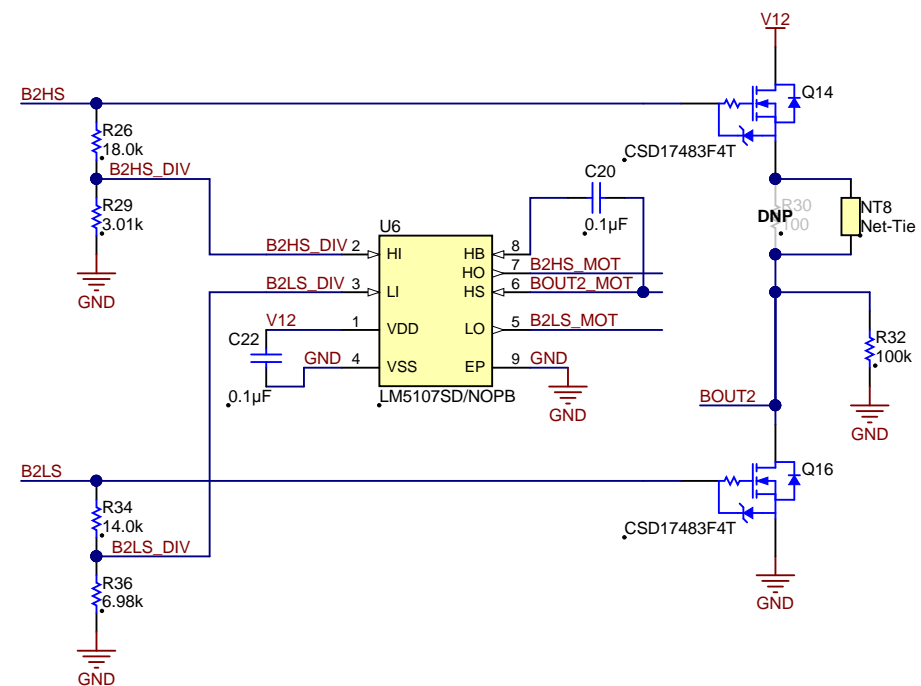 V12
B2HS
Q14
R26
18.0k
CSD17483F4T
B2HS_DIV
C20
R29
3.01k
0.1µF
R30
100
DNP
NT8
Net-Tie
U6
B2HS_DIV 2 HI
HB 8
GND
HO 7 B2HS_MOT
B2LS_DIV 3 LI
HS 6 BOUT2_MOT
V12 1 VDD
LO 5 B2LS_MOT
C22
R32
100k
GND 4 VSS
EP 9 GND
0.1µF
LM5107SD/NOPB
BOUT2
GND
GND
B2LS
Q16
R34
14.0k
CSD17483F4T
B2LS_DIV
R36
6.98k
GND
GND